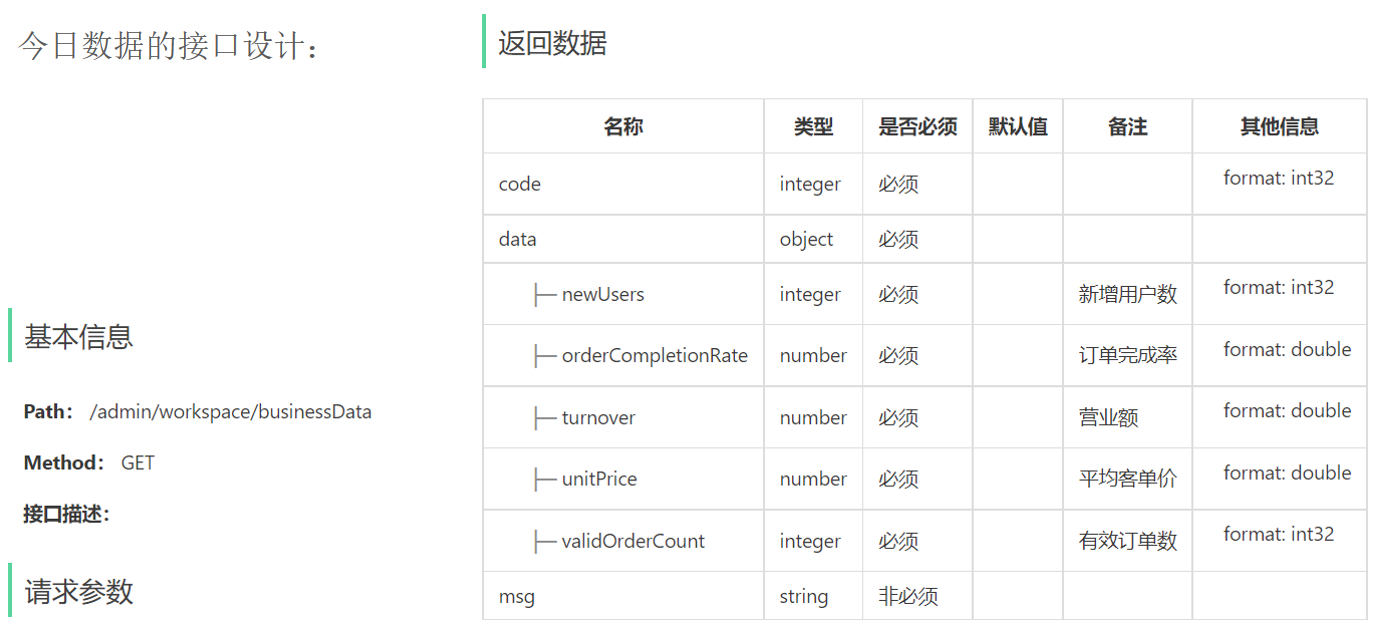 今日数据的接口设计：
基本信息
Path： /admin/workspace/businessData
Method： GET
接口描述：
请求参数
返回数据
名称 类型 是否必须 默认值 备注 其他信息
code integer 必须 format: int32
data object 必须
├─ newUsers integer 必须 新增用户数 format: int32
├─ orderCompletionRate number 必须 订单完成率 format: double
├─ turnover number 必须 营业额 format: double
├─ unitPrice number 必须 平均客单价 format: double
├─ validOrderCount integer 必须 有效订单数 format: int32
msg string 非必须